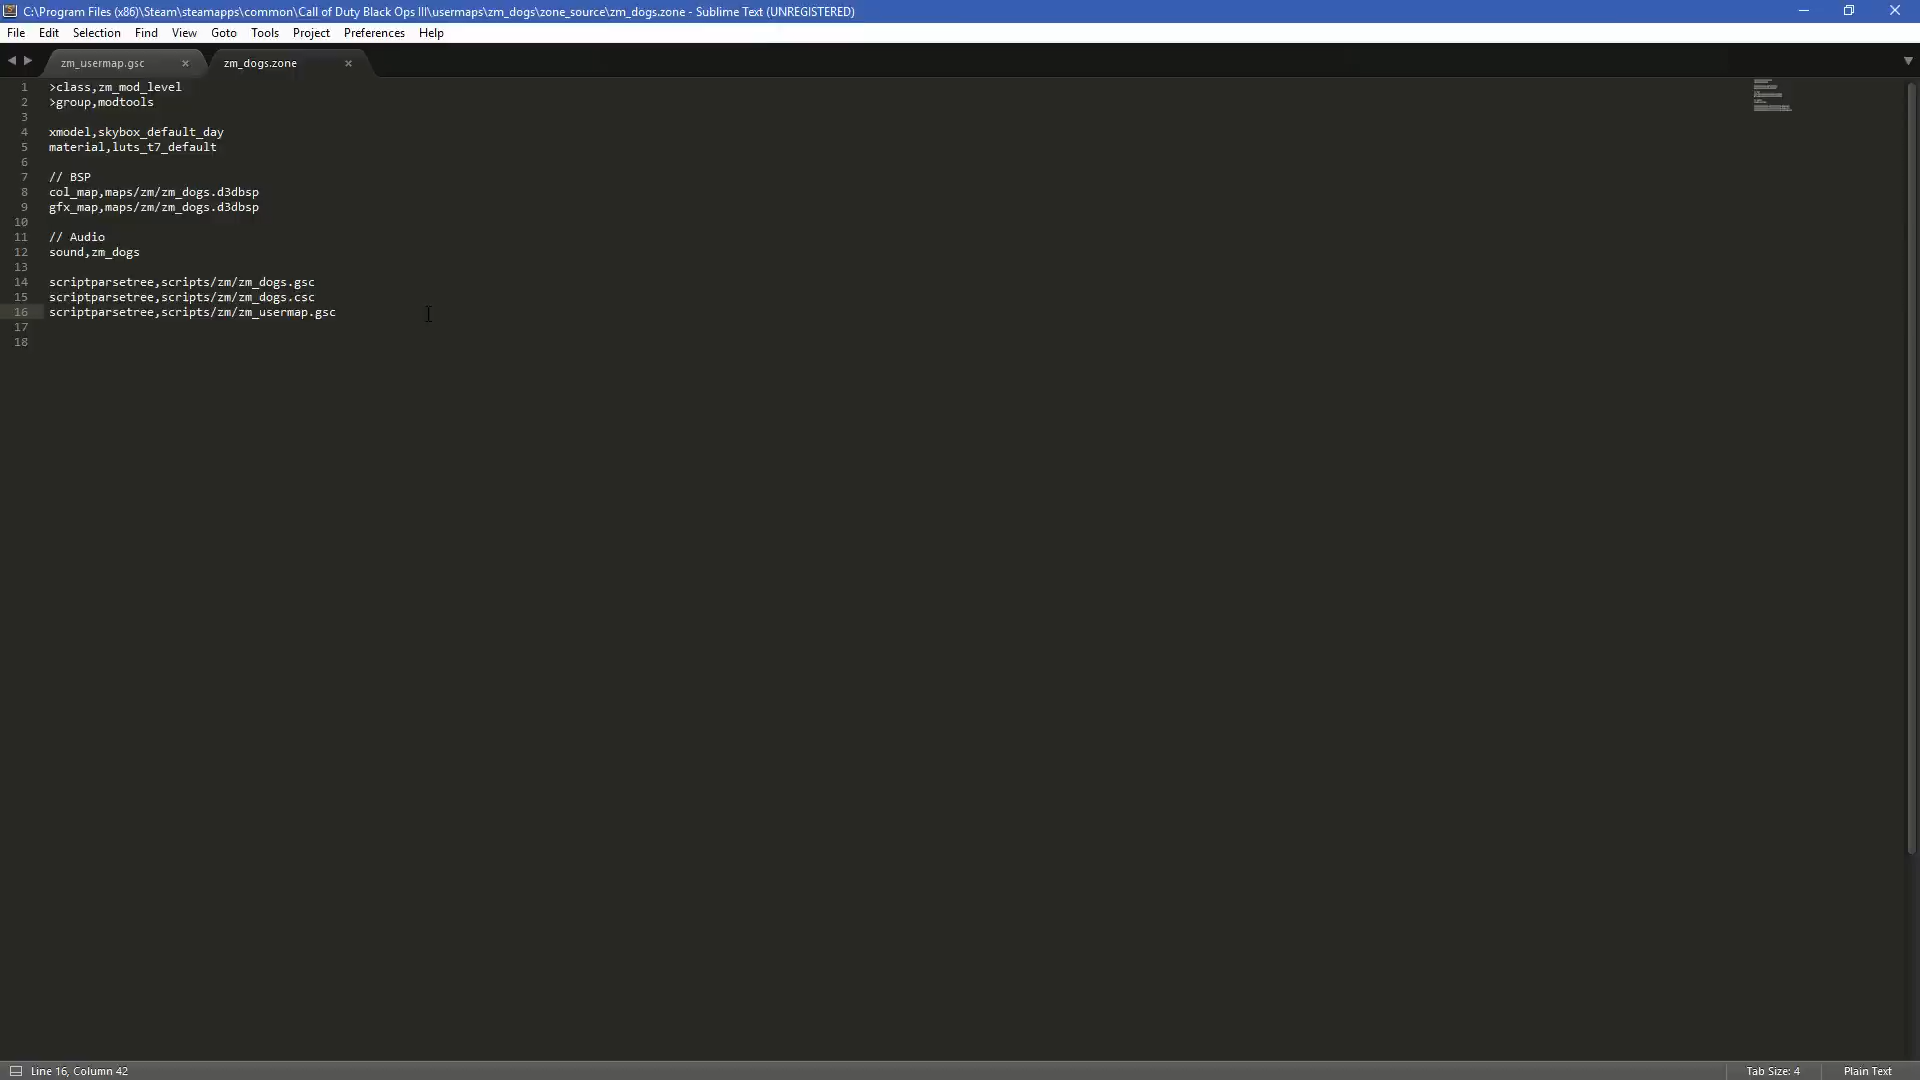 C:\Program Files (x86)\Steam\steamapps\common\Call of Duty Black Ops III\usermaps\zm_dogs\zone_source\zm_dogs.zone - Sublime Text (UNREGISTERED)
File Edit Selection Find View Goto Tools Project Preferences Help
zm_usermap.gsc × zm_dogs.zone ×
1 >class,zm_mod_level
2 >group,modtools
3
4 xmodel,skybox_default_day
5 material,luts_t7_default
6
7 // BSP
8 col_map,maps/zm/zm_dogs.d3dbsp
9 gfx_map,maps/zm/zm_dogs.d3dbsp
10
11 // Audio
12 sound,zm_dogs
13
14 scriptparsetree,scripts/zm/zm_dogs.gsc
15 scriptparsetree,scripts/zm/zm_dogs.csc
16 scriptparsetree,scripts/zm/zm_usermap.gsc
17
18
Line 16, Column 42 Tab Size: 4 Plain Text